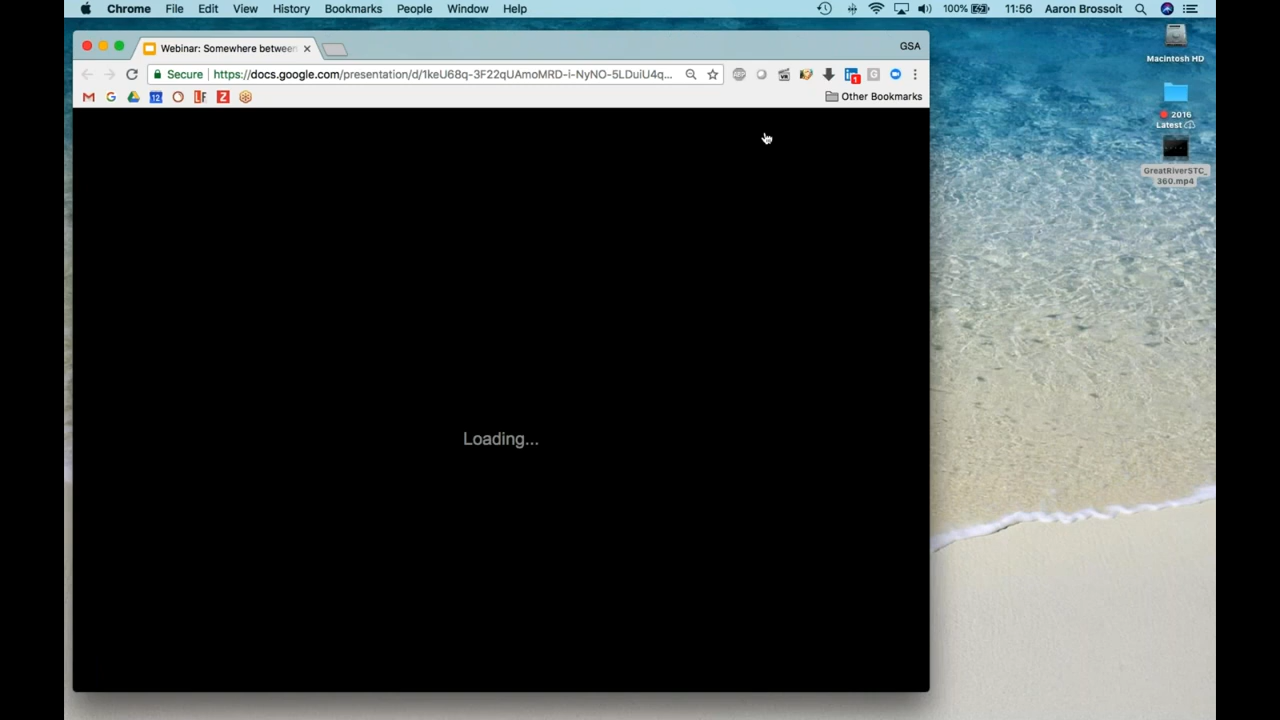 Chrome File Edit View History Bookmarks People Window Help 100% 11:56 Aaron Brossoit
Webinar: Somewhere between
GSA
Secure https://docs.google.com/presentation/d/1keU68q-3F22qUAmoMRD-i-NyNO-5LDuiU4q...
Other Bookmarks
Loading...
Macintosh HD
2016
Latest
GreatRiverSTC_
360.mp4